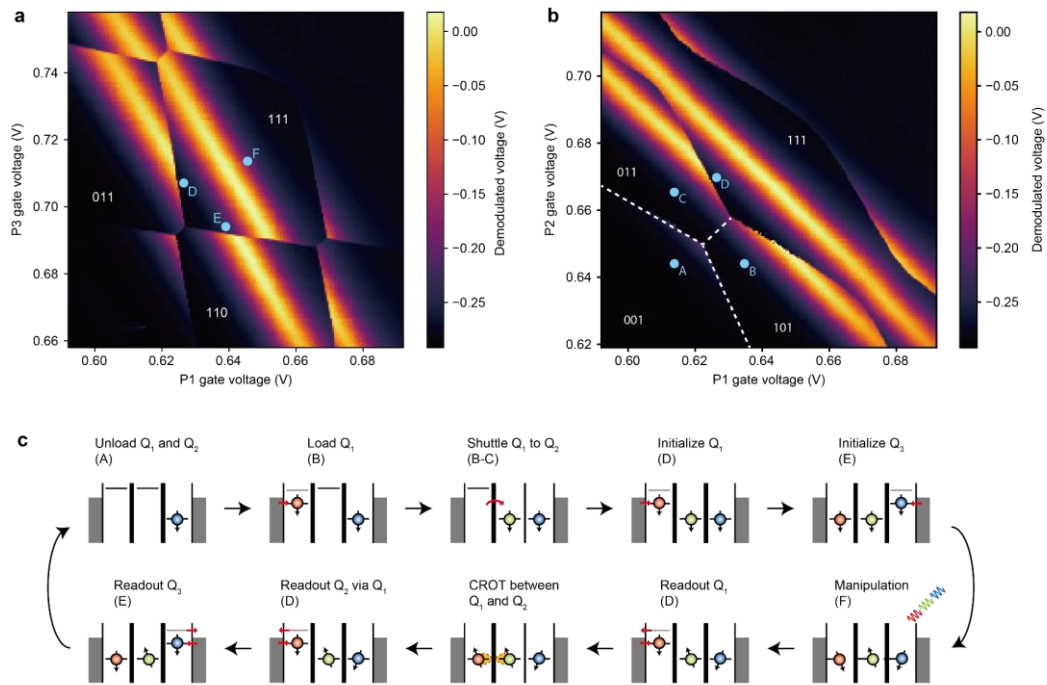 a
P3 gate voltage (V)
0.74
0.72
0.70
0.68
0.66
0.60
0.62
0.64
0.66
0.68
P1 gate voltage (V)
111
011
110
D
E
F
0.00
−0.05
−0.10
−0.15
−0.20
−0.25
Demodulated voltage (V)
b
P2 gate voltage (V)
0.70
0.68
0.66
0.64
0.62
0.60
0.62
0.64
0.66
0.68
P1 gate voltage (V)
111
011
001
101
C
D
A
B
0.00
−0.05
−0.10
−0.15
−0.20
−0.25
Demodulated voltage (V)
c
Unload Q1 and Q2
(A)
Load Q1
(B)
Shuttle Q1 to Q2
(B-C)
Initialize Q1
(D)
Initialize Q3
(E)
Readout Q3
(E)
Readout Q2 via Q1
(D)
CROT between
Q1 and Q2
Readout Q1
(D)
Manipulation
(F)